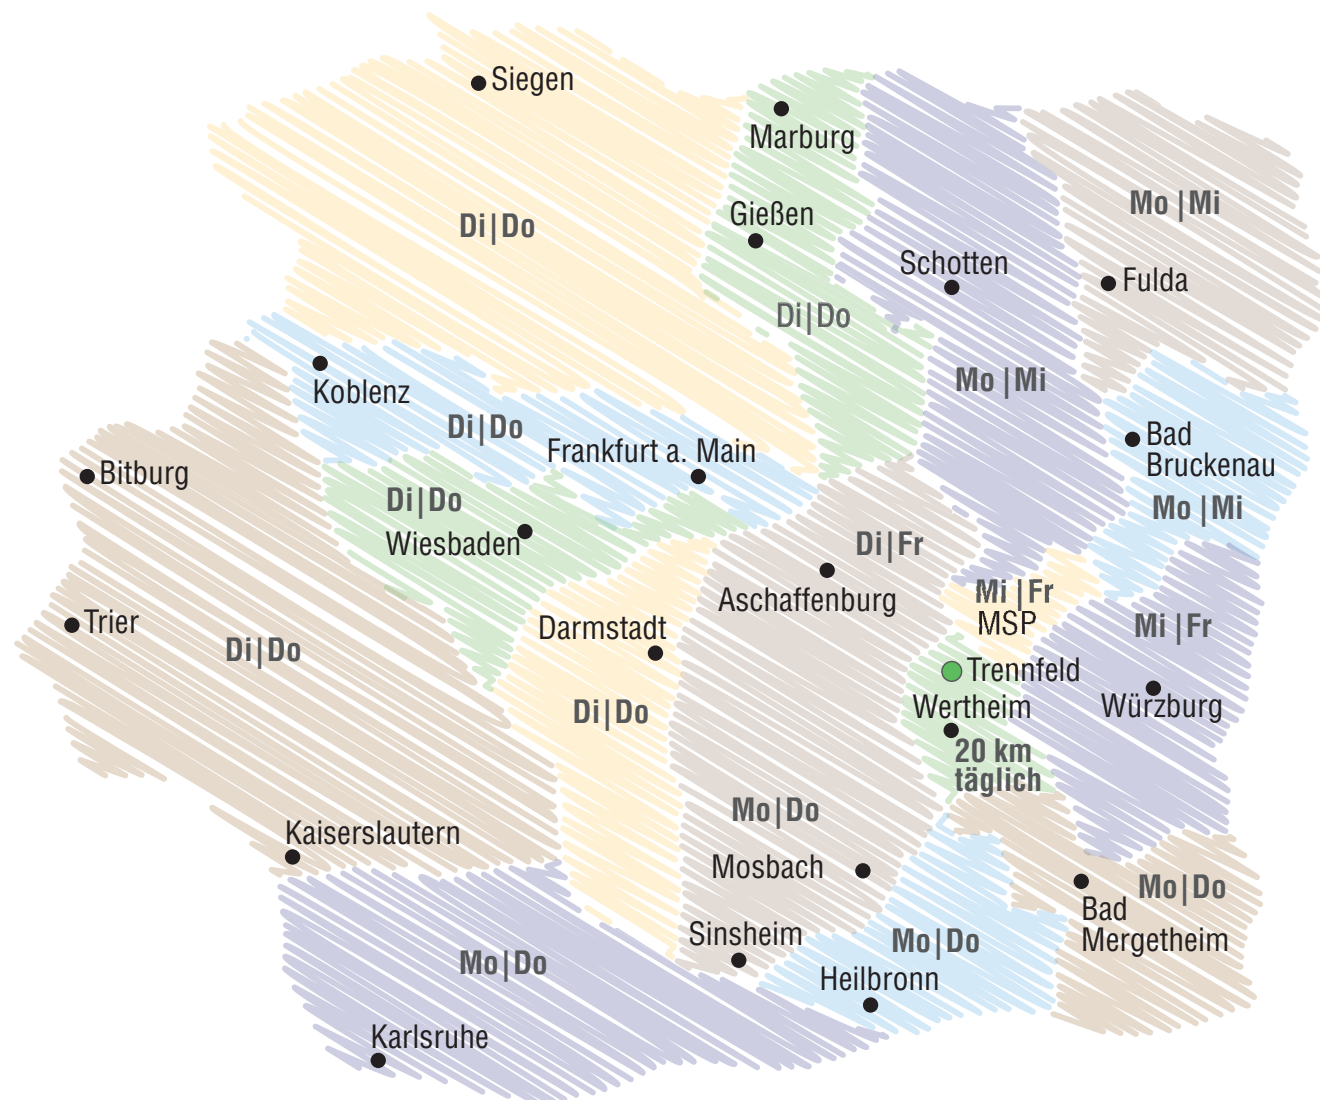 Siegen
Marburg
Mo|Mi
Gießen
Di|Do
Schotten
Fulda
Di|Do
Mo|Mi
Koblenz
Di|Do
Frankfurt a. Main
Bad
Bruckenau
Bitburg
Di|Do
Mo|Mi
Wiesbaden
Di|Fr
Aschaffenburg
Mi|Fr
MSP
Trier
Darmstadt
Mi|Fr
Di|Do
Trennfeld
Wertheim
Würzburg
Di|Do
20 km
täglich
Mo|Do
Kaiserslautern
Mosbach
Mo|Do
Bad
Mergetheim
Sinsheim
Mo|Do
Mo|Do
Heilbronn
Karlsruhe